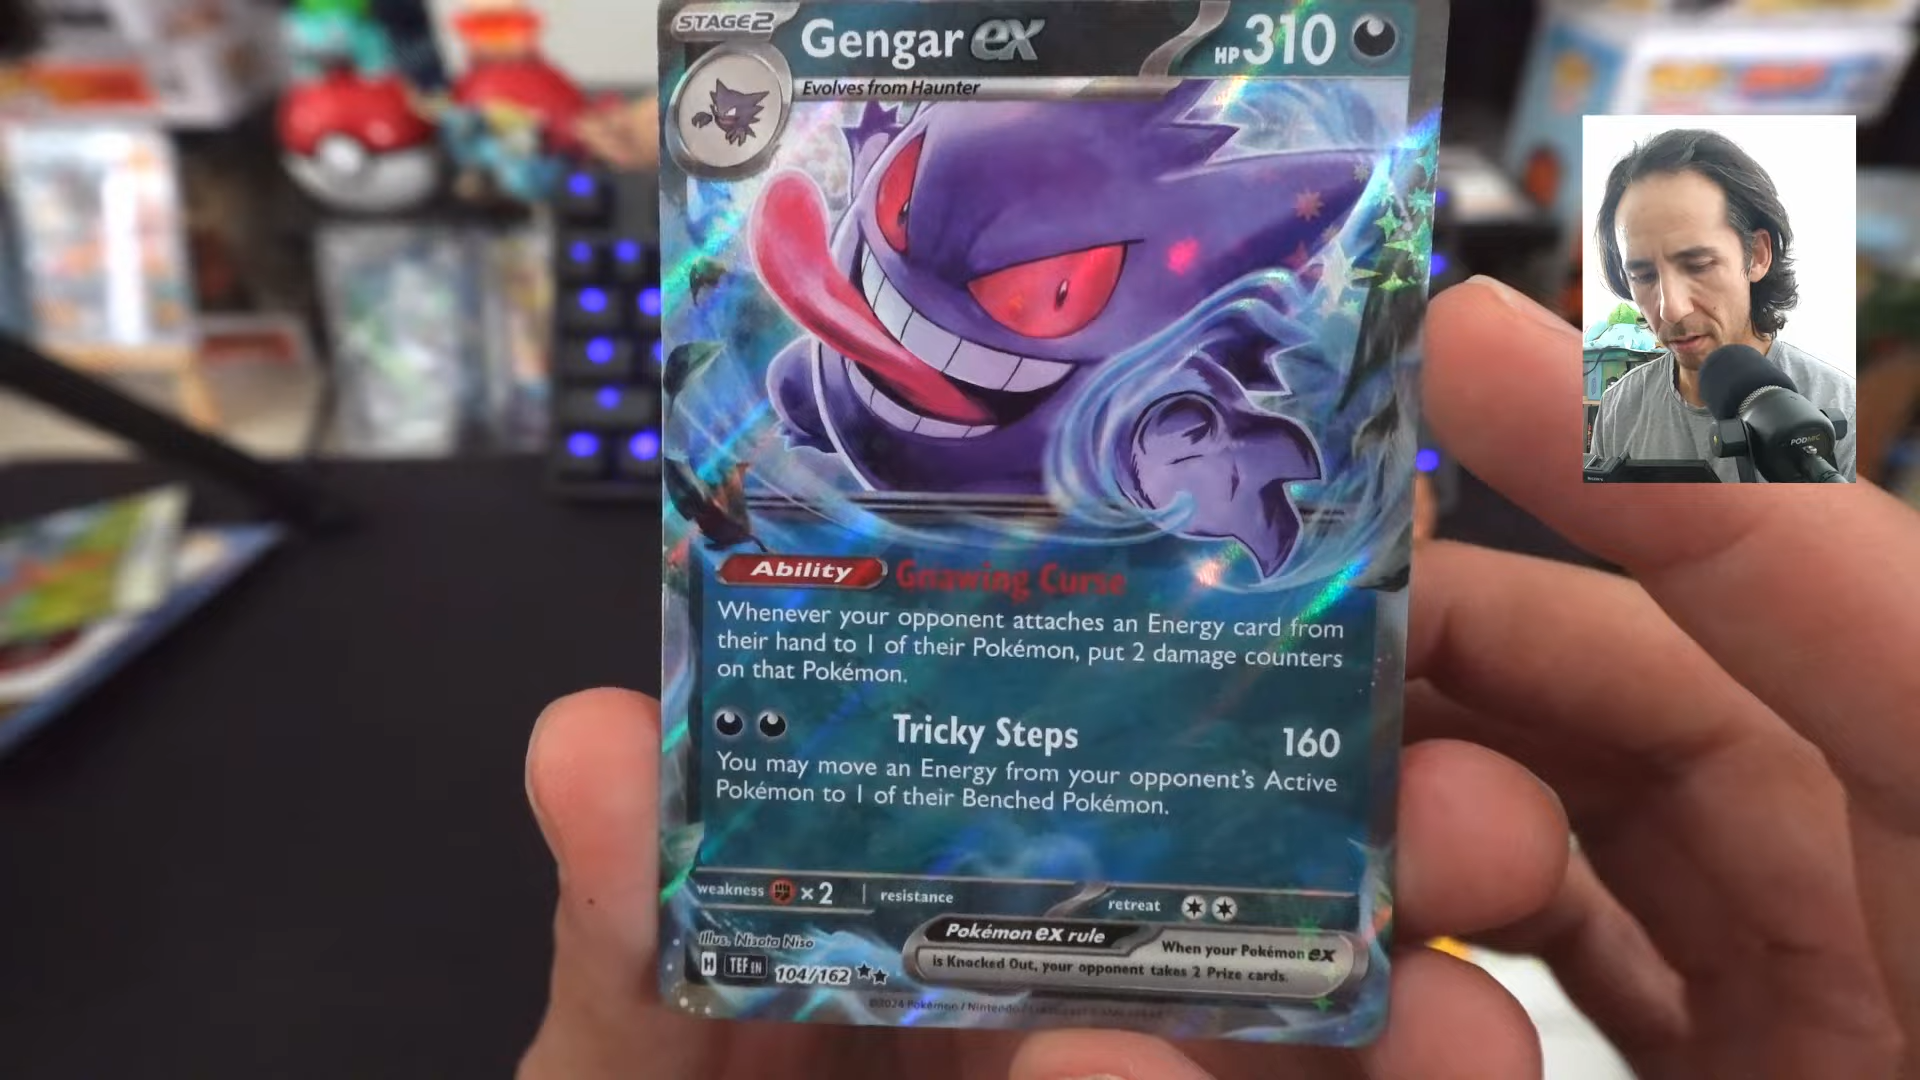 STAGE2
Gengar ex
HP 310
Evolves from Haunter
Ability Gnawing Curse
Whenever your opponent attaches an Energy card from
their hand to 1 of their Pokémon, put 2 damage counters
on that Pokémon.
Tricky Steps 160
You may move an Energy from your opponent's Active
Pokémon to 1 of their Benched Pokémon.
weakness ×2 resistance retreat
Illus. Nisota Niso
H TEF EN 104/162
Pokémon ex rule
When your Pokémon ex
is Knocked Out, your opponent takes 2 Prize cards.
©2024 Pokémon / Nintendo /
PODMIC